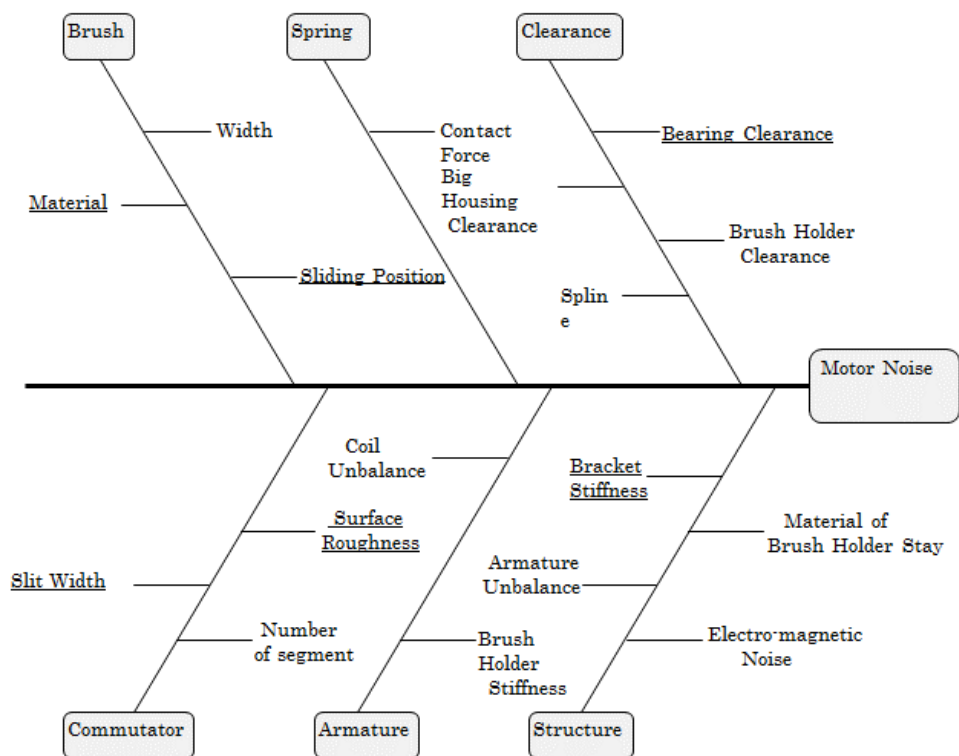 Brush
Spring
Clearance
Width
Contact
Force
Bearing Clearance
Big
Housing
Clearance
Material
Brush Holder
Clearance
Sliding Position
Splin
e
Motor Noise
Coil
Unbalance
Bracket
Stiffness
Surface
Roughness
Material of
Brush Holder Stay
Slit Width
Armature
Unbalance
Number
of segment
Brush
Holder
Stiffness
Electro-magnetic
Noise
Commutator
Armature
Structure